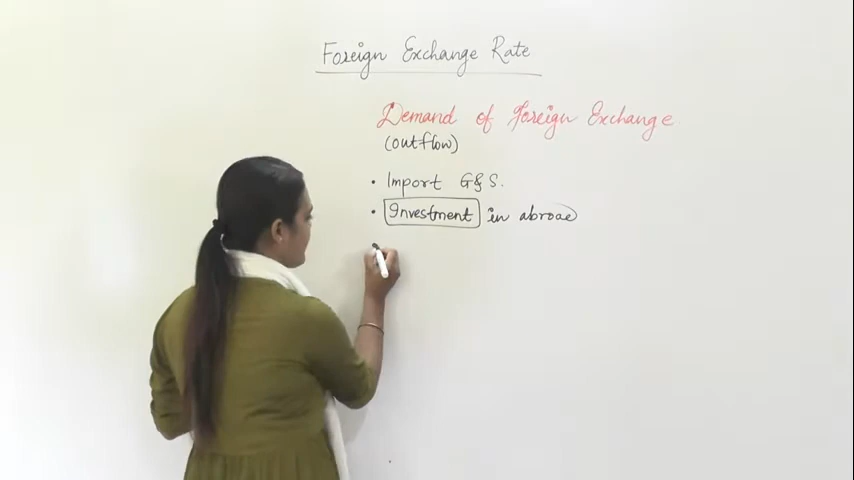 Foreign Exchange Rate
Demand of Foreign Exchange
(outflow)
• Import G&S.
• Investment in abroad